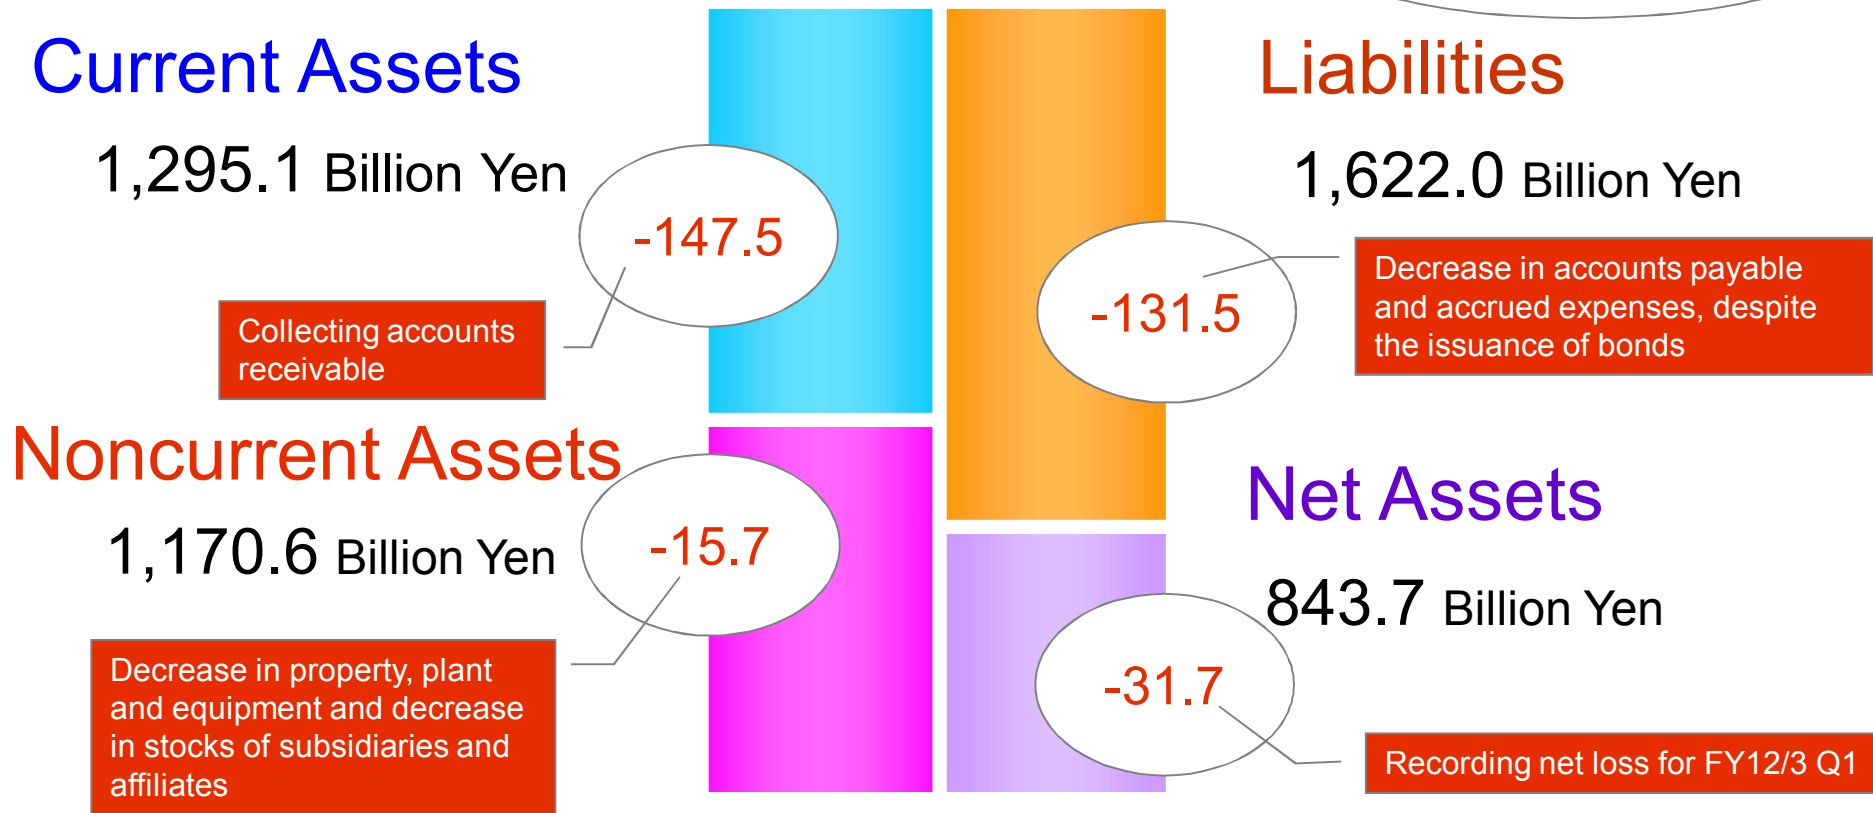 Current Assets
1,295.1 Billion Yen
-147.5
Collecting accounts
receivable
Noncurrent Assets
1,170.6 Billion Yen
-15.7
Decrease in property, plant
and equipment and decrease
in stocks of subsidiaries and
affiliates
Liabilities
1,622.0 Billion Yen
-131.5
Decrease in accounts payable
and accrued expenses, despite
the issuance of bonds
Net Assets
843.7 Billion Yen
-31.7
Recording net loss for FY12/3 Q1